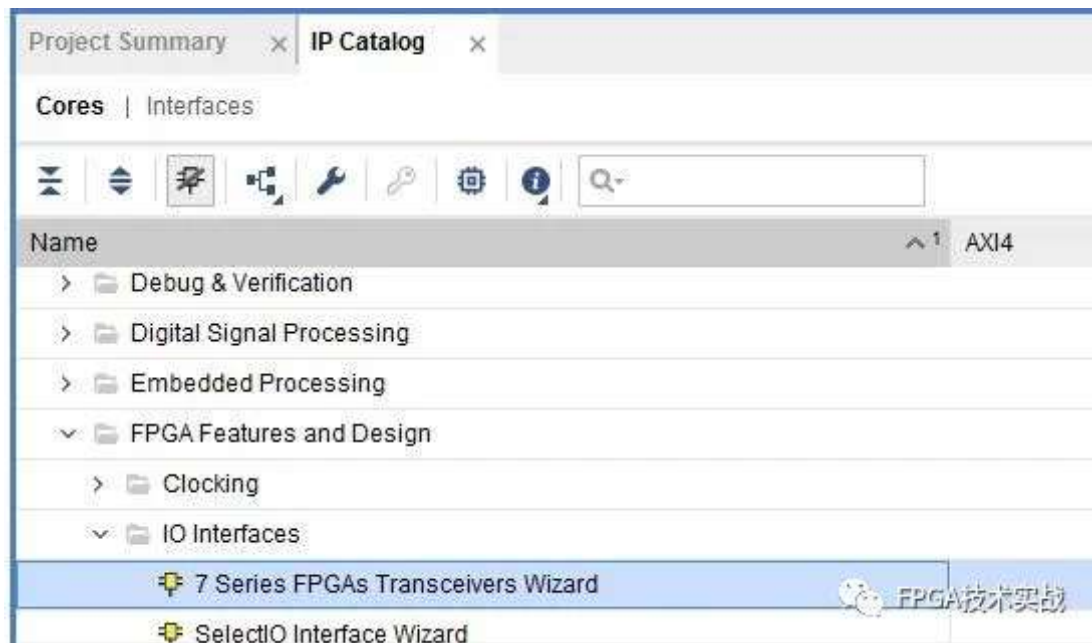 Project Summary × IP Catalog ×
Cores | Interfaces
Name 1 AXI4
Debug & Verification
Digital Signal Processing
Embedded Processing
FPGA Features and Design
Clocking
IO Interfaces
7 Series FPGAs Transceivers Wizard
FPGA技术实战
SelectIO Interface Wizard